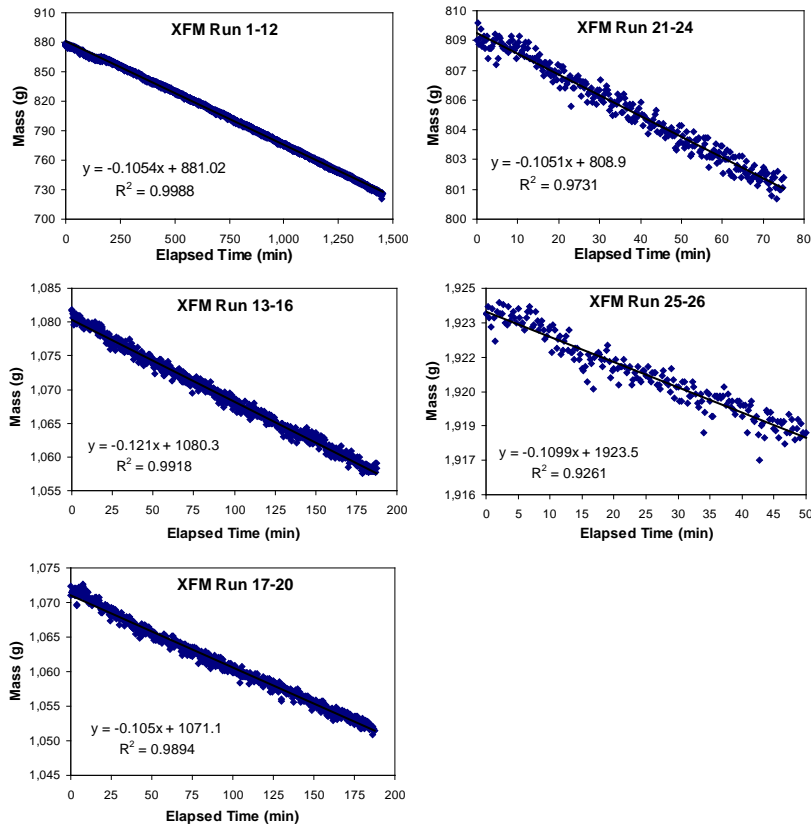 XFM Run 1-12
Mass (g)
910
880
850
820
790
760
730
700
y = -0.1054x + 881.02
R² = 0.9988
0 250 500 750 1,000 1,250 1,500
Elapsed Time (min)
XFM Run 21-24
Mass (g)
810
809
807
806
804
803
801
800
y = -0.1051x + 808.9
R² = 0.9731
0 10 20 30 40 50 60 70 80
Elapsed Time (min)
XFM Run 13-16
Mass (g)
1,085
1,080
1,075
1,070
1,065
1,060
1,055
y = -0.121x + 1080.3
R² = 0.9918
0 25 50 75 100 125 150 175 200
Elapsed Time (min)
XFM Run 25-26
Mass (g)
1,925
1,923
1,922
1,920
1,919
1,917
1,916
y = -0.1099x + 1923.5
R² = 0.9261
0 5 10 15 20 25 30 35 40 45 50
Elapsed Time (min)
XFM Run 17-20
Mass (g)
1,075
1,070
1,065
1,060
1,055
1,050
1,045
y = -0.105x + 1071.1
R² = 0.9894
0 25 50 75 100 125 150 175 200
Elapsed Time (min)